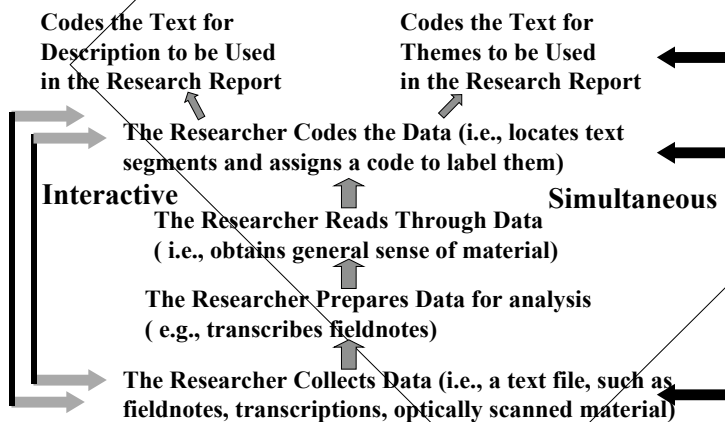 Codes the Text for
Description to be Used
in the Research Report
Codes the Text for
Themes to be Used
in the Research Report
The Researcher Codes the Data (i.e., locates text
segments and assigns a code to label them)
Interactive
Simultaneous
The Researcher Reads Through Data
( i.e., obtains general sense of material)
The Researcher Prepares Data for analysis
( e.g., transcribes fieldnotes)
The Researcher Collects Data (i.e., a text file, such as
fieldnotes, transcriptions, optically scanned material)